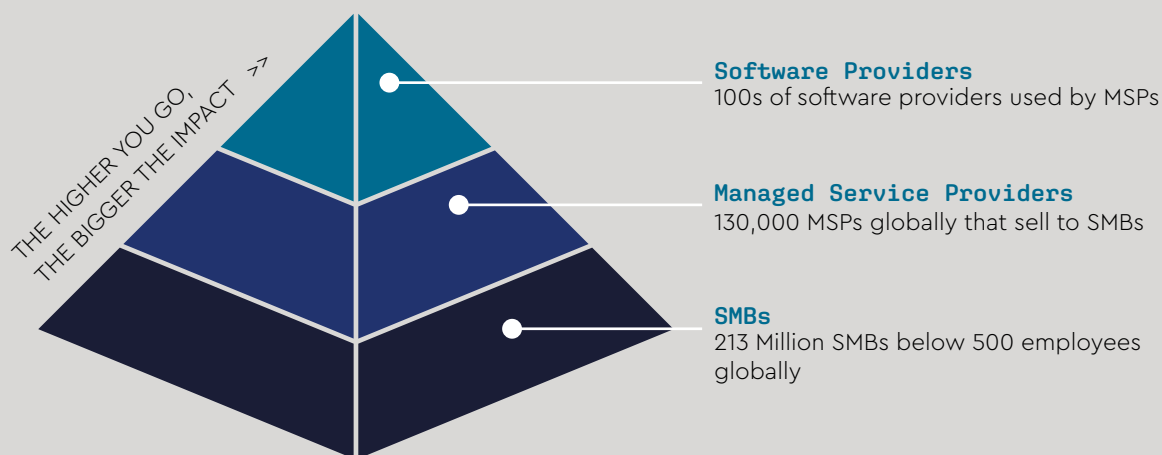 THE HIGHER YOU GO,
THE BIGGER THE IMPACT >>
Software Providers
100s of software providers used by MSPs
Managed Service Providers
130,000 MSPs globally that sell to SMBs
SMBs
213 Million SMBs below 500 employees
globally